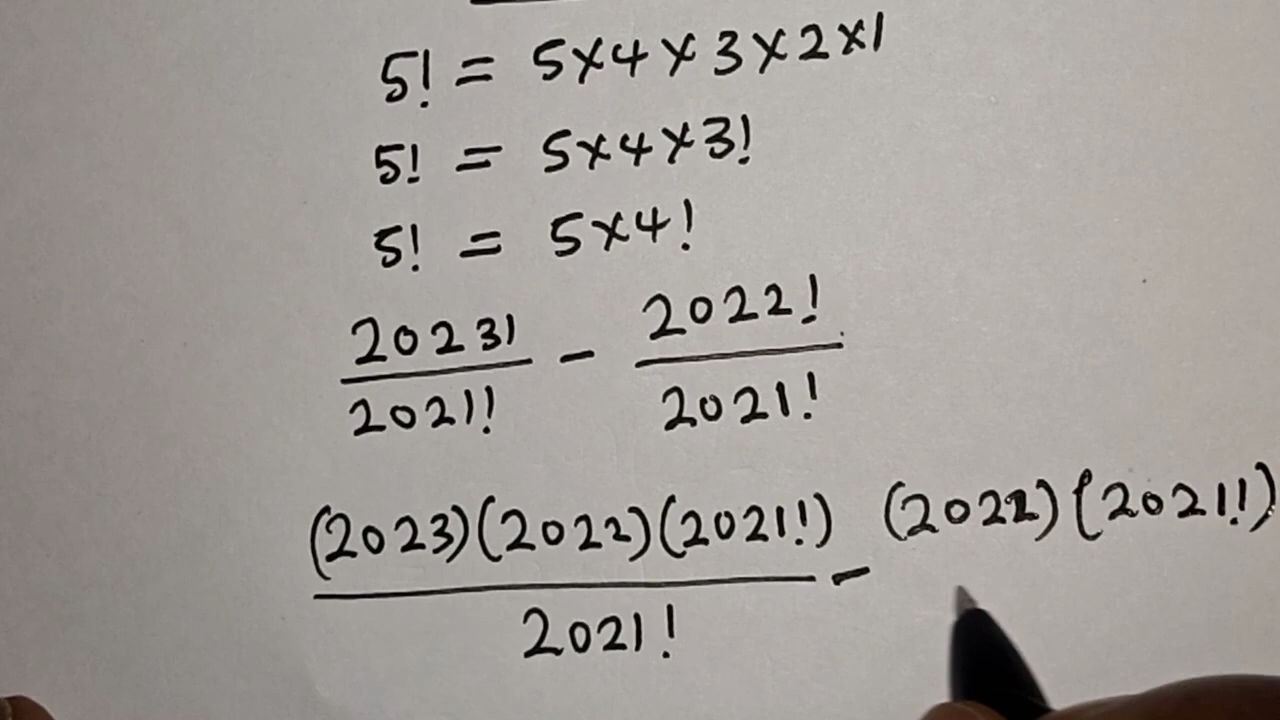 5! = 5×4×3×2×1
5! = 5×4×3!
5! = 5×4!
2023! - 2022!
2021! 2021!
(2023)(2022)(2021!) - (2022)(2021!)
2021!